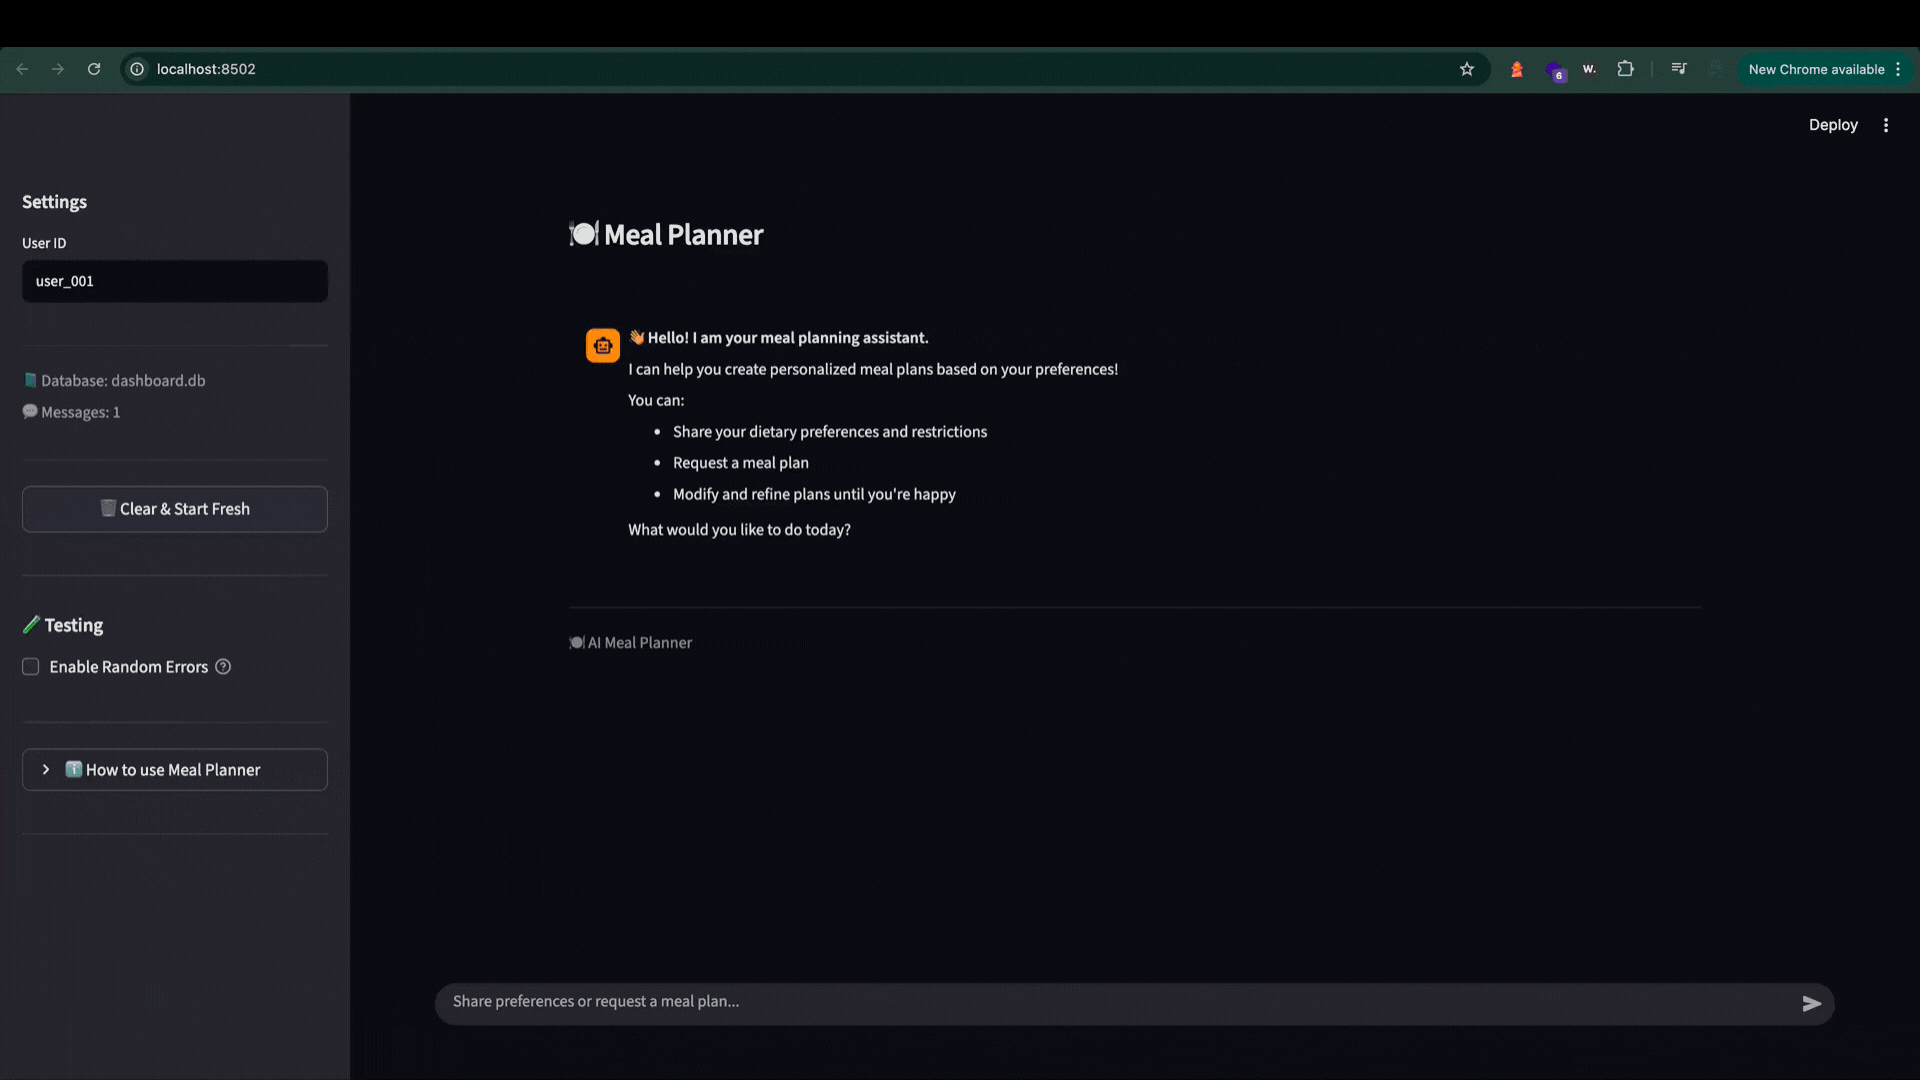 localhost:8502
6
W.
New Chrome available
Deploy
Settings
User ID
user_001
Database: dashboard.db
Messages: 1
Clear & Start Fresh
Testing
Enable Random Errors
How to use Meal Planner
Meal Planner
Hello! I am your meal planning assistant.
I can help you create personalized meal plans based on your preferences!
You can:
• Share your dietary preferences and restrictions
• Request a meal plan
• Modify and refine plans until you're happy
What would you like to do today?
AI Meal Planner
Share preferences or request a meal plan...